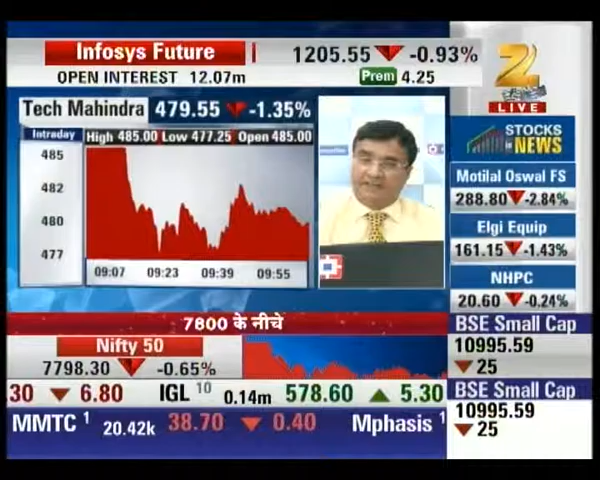 Infosys Future
1205.55 -0.93%
OPEN INTEREST 12.07m
Prem 4.25
LIVE
Tech Mahindra 479.55 -1.35%
Intraday High 485.00 Low 477.25 Open 485.00
485
482
480
477
09:07 09:23 09:39 09:55
STOCKS
IN NEWS
Motilal Oswal FS
288.80 -2.84%
Elgi Equip
161.15 -1.43%
NHPC
20.60 -0.24%
7800 के नीचे
Nifty 50
7798.30 -0.65%
BSE Small Cap
10995.59
25
30 6.80 IGL 10 0.14m 578.60 5.30
BSE Small Cap
10995.59
25
MMTC 1 20.42k 38.70 0.40 Mphasis 1